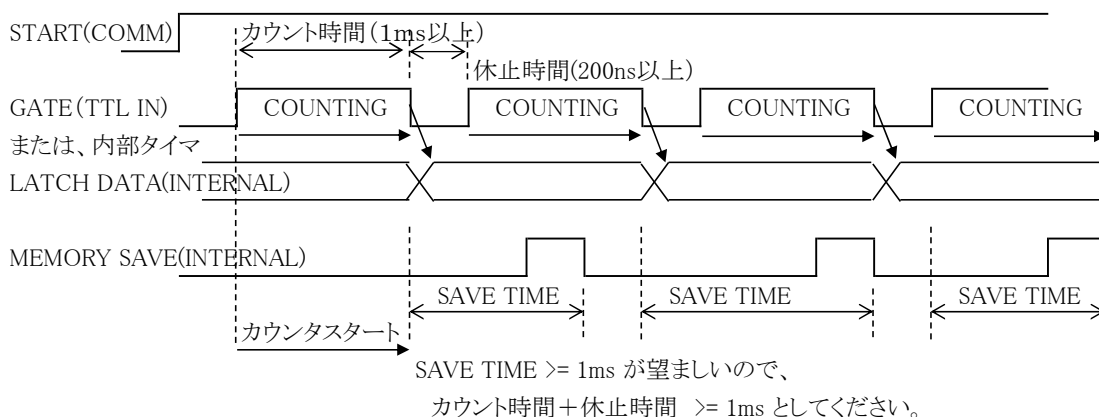 START(COMM)
カウント時間(1ms以上)
休止時間(200ns以上)
GATE(TTL IN)
COUNTING
COUNTING
COUNTING
COUNTING
または、内部タイマ
LATCH DATA(INTERNAL)
MEMORY SAVE(INTERNAL)
SAVE TIME
SAVE TIME
SAVE TIME
カウンタスタート
SAVE TIME >= 1ms が望ましいので、
カウント時間+休止時間 >= 1ms としてください。